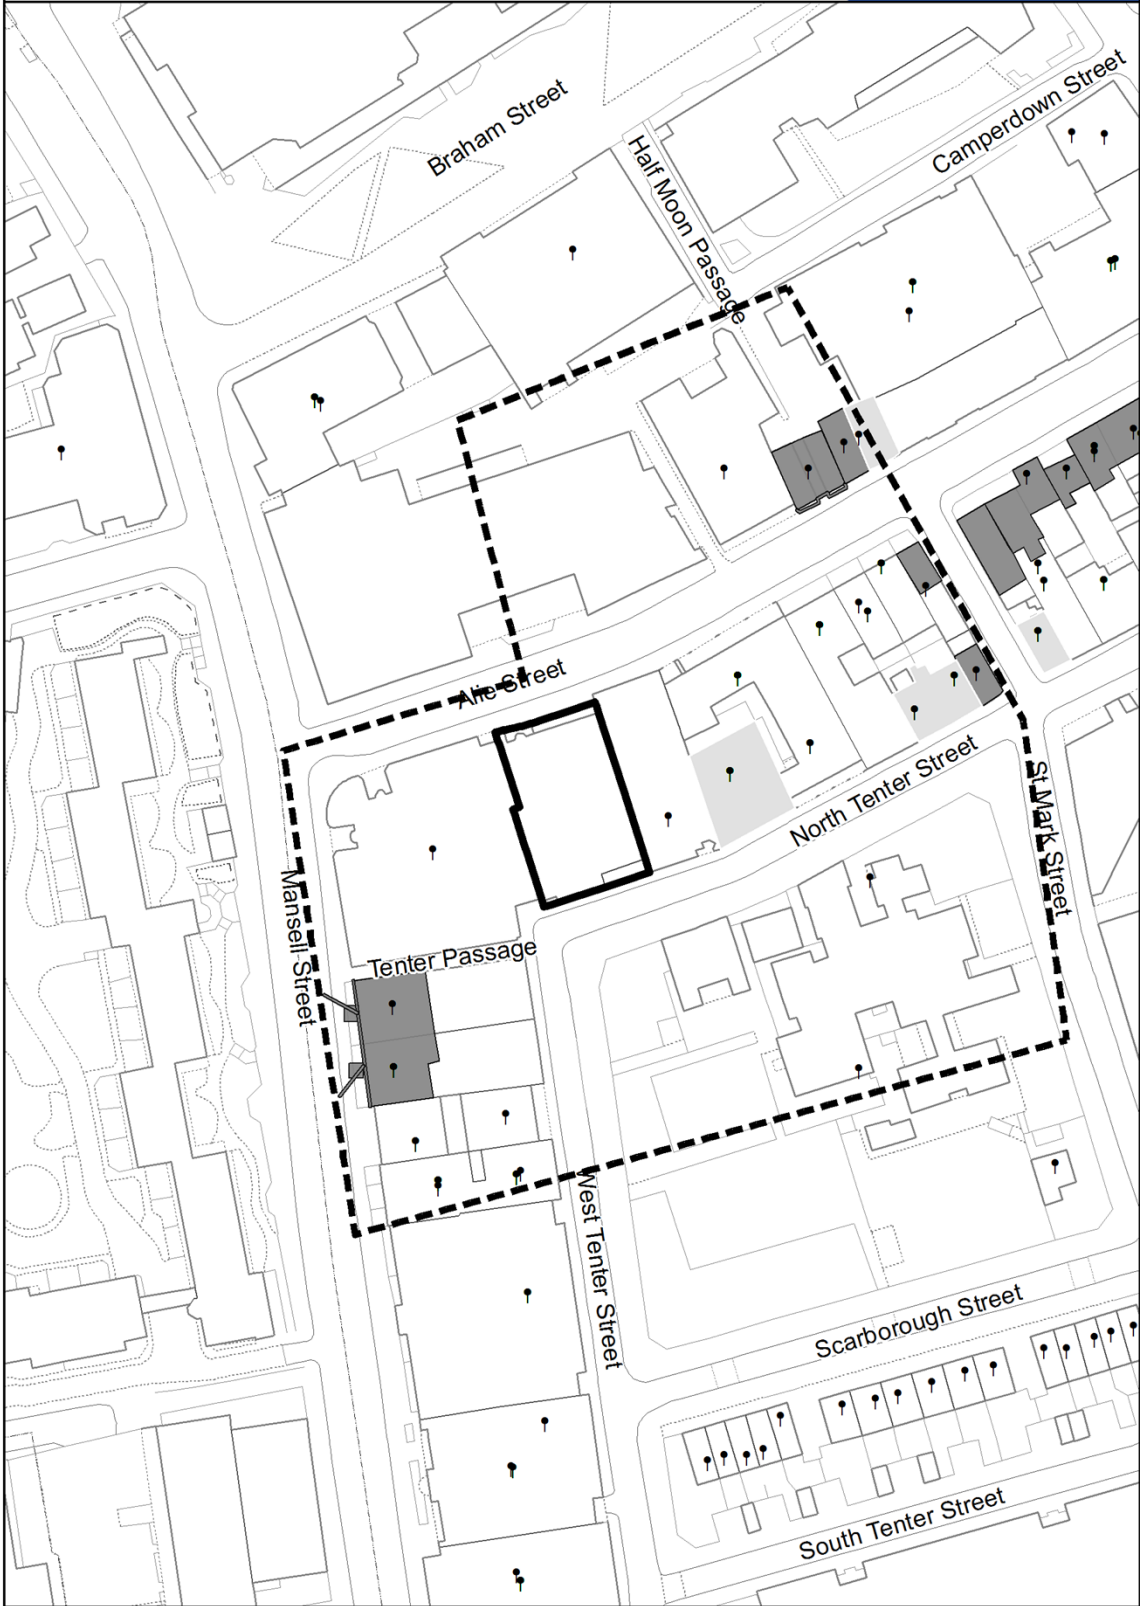 Braham Street
Camperdown Street
Half Moon Passage
Alie Street
North Tenter Street
St Mark Street
Mansell Street
Tenter Passage
West Tenter Street
Scarborough Street
South Tenter Street